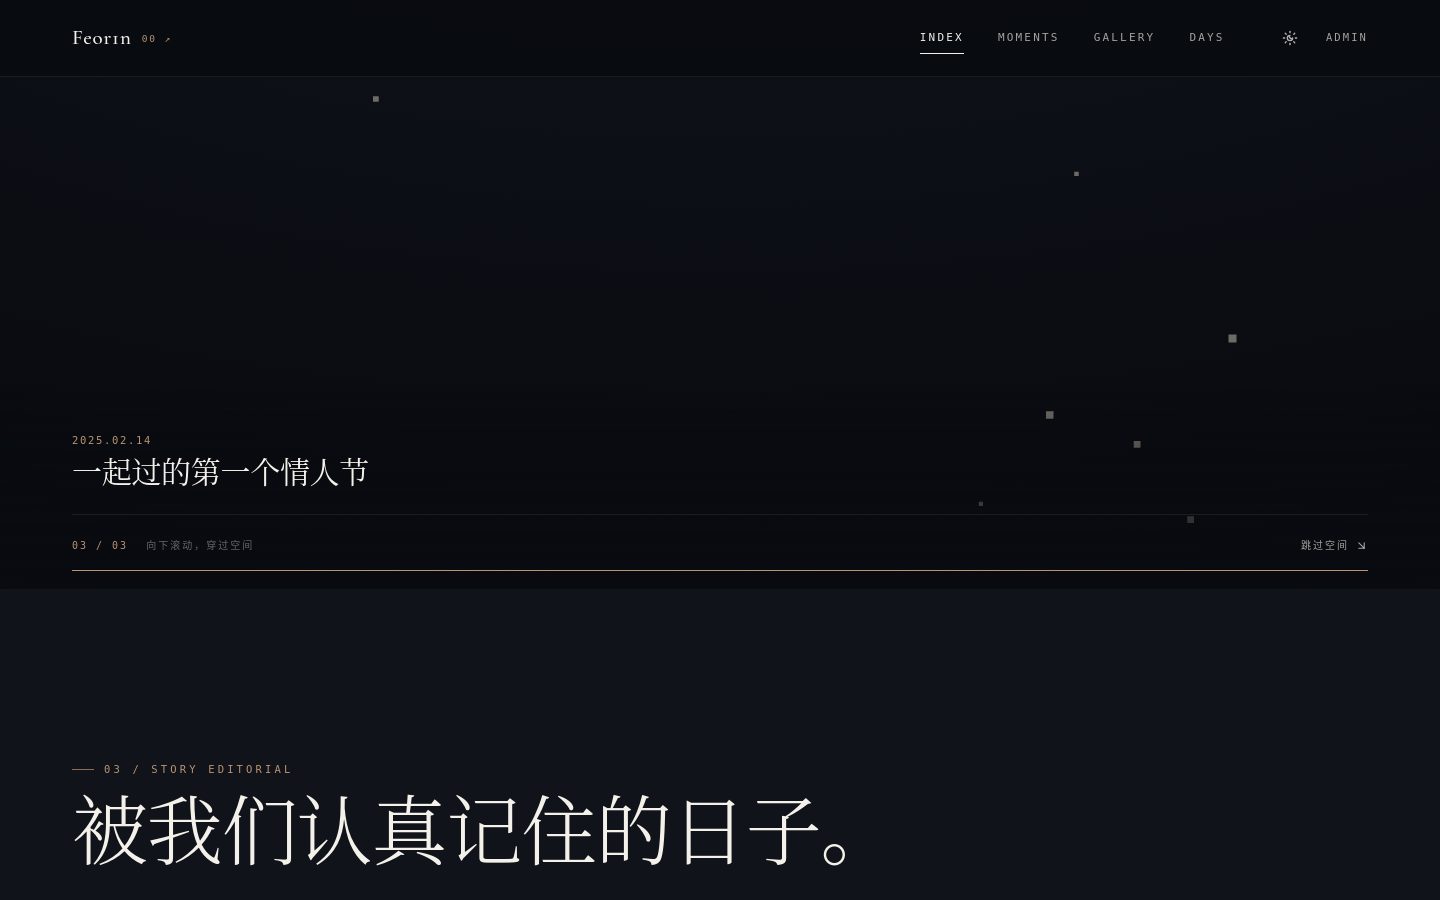 Feorin 00 ↗
INDEX MOMENTS GALLERY DAYS ADMIN
2025.02.14
一起过的第一个情人节
03 / 03 向下滚动，穿过空间
跳过空间 ↘
03 / STORY EDITORIAL
被我们认真记住的日子。